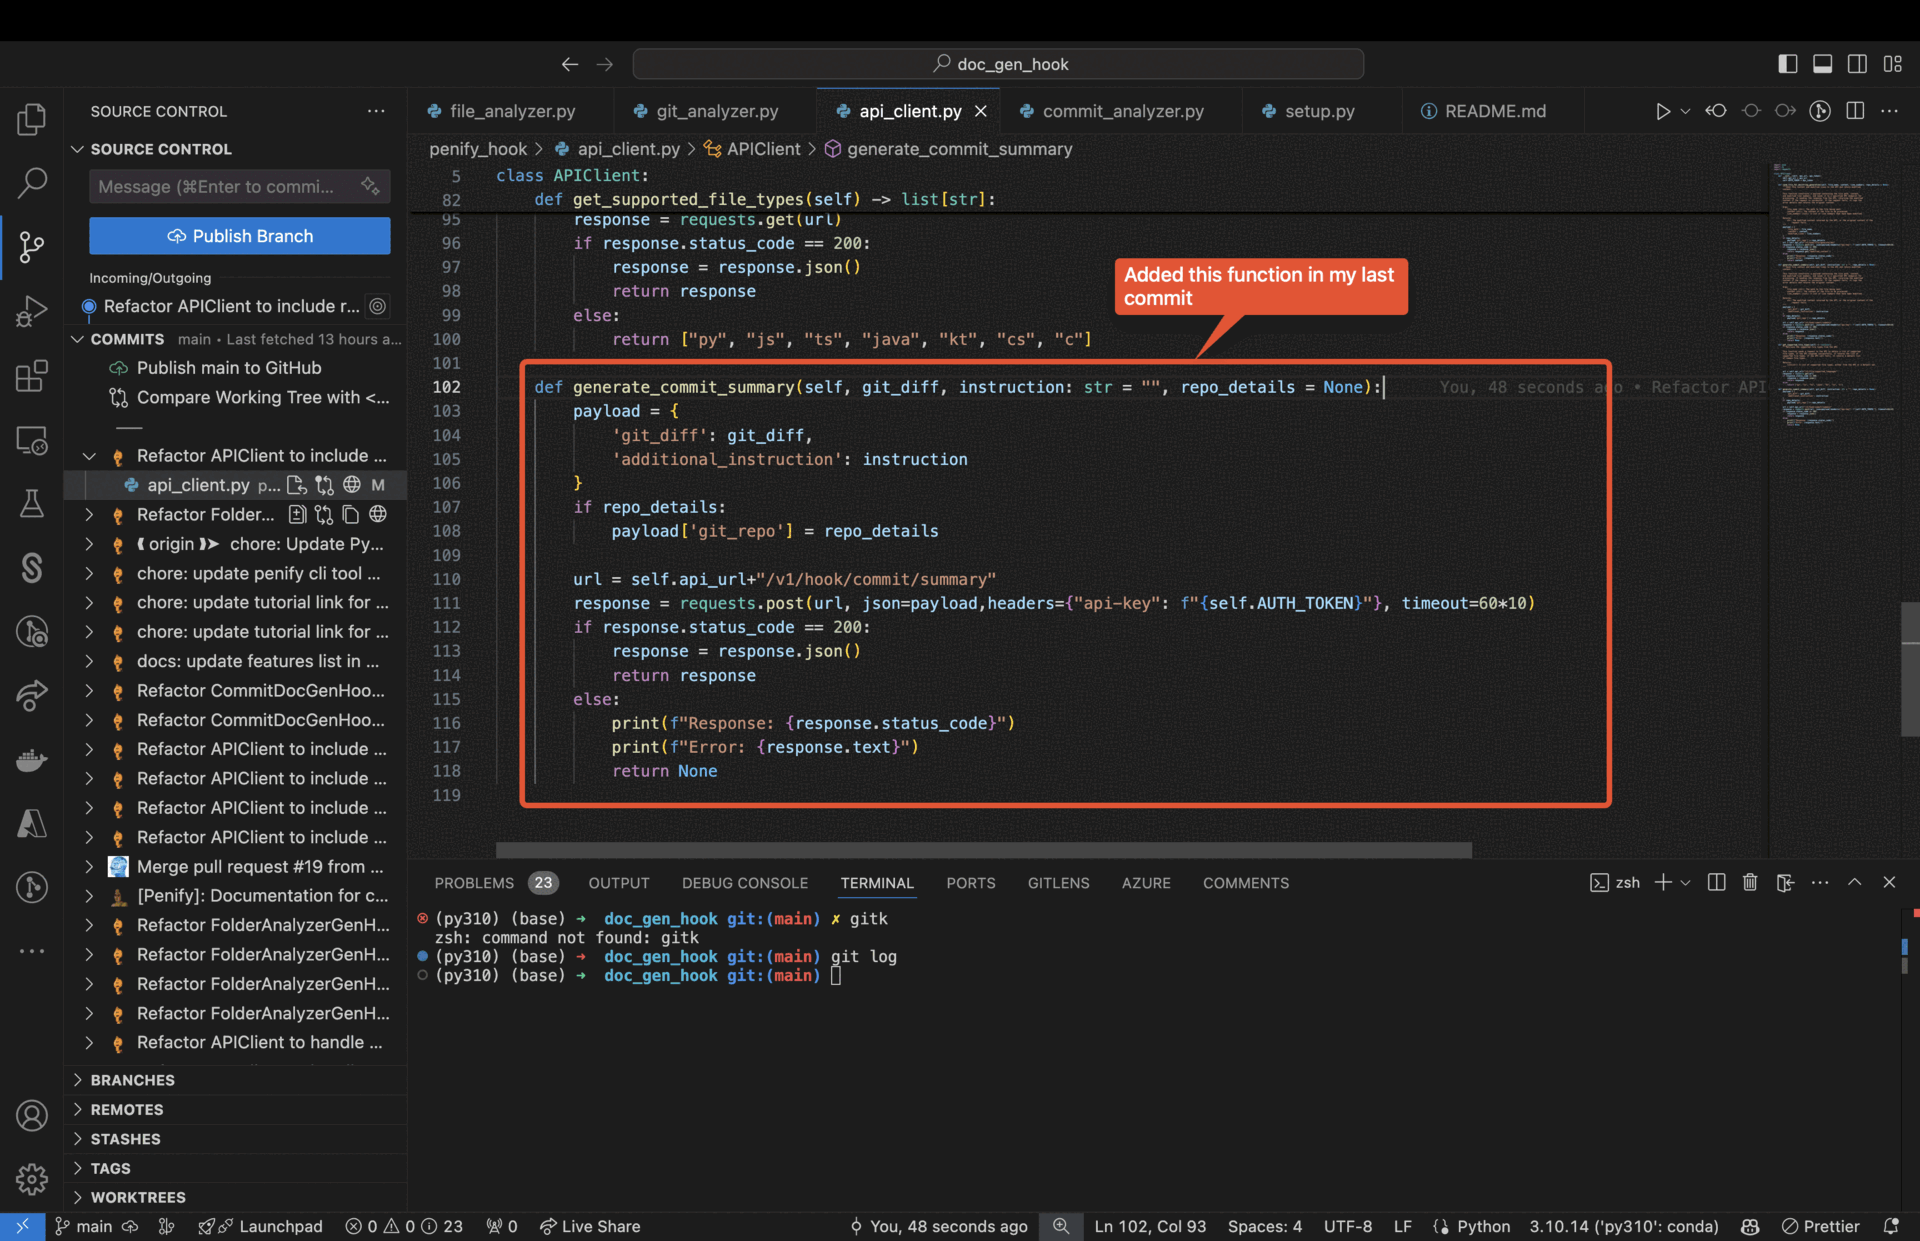 doc_gen_hook
SOURCE CONTROL
SOURCE CONTROL
Message (⌘Enter to commi...
Publish Branch
Incoming/Outgoing
Refactor APIClient to include r...
COMMITS main • Last fetched 13 hours a...
Publish main to GitHub
Compare Working Tree with <...
Refactor APIClient to include ...
api_client.py p... M
Refactor Folder...
origin chore: Update Py...
chore: update penify cli tool ...
chore: update tutorial link for ...
chore: update tutorial link for ...
docs: update features list in ...
Refactor CommitDocGenHoo...
Refactor CommitDocGenHoo...
Refactor APIClient to include ...
Refactor APIClient to include ...
Refactor APIClient to include ...
Refactor APIClient to include ...
Merge pull request #19 from ...
[Penify]: Documentation for c...
Refactor FolderAnalyzerGenH...
Refactor FolderAnalyzerGenH...
Refactor FolderAnalyzerGenH...
Refactor FolderAnalyzerGenH...
Refactor APIClient to handle ...
BRANCHES
REMOTES
STASHES
TAGS
WORKTREES
file_analyzer.py git_analyzer.py api_client.py commit_analyzer.py setup.py README.md
penify_hook > api_client.py > APIClient > generate_commit_summary
5 class APIClient:
82 def get_supported_file_types(self) -> list[str]:
95 response = requests.get(url)
96 if response.status_code == 200:
97 response = response.json()
98 return response
99 else:
100 return ["py", "js", "ts", "java", "kt", "cs", "c"]
101
Added this function in my last
commit
102 def generate_commit_summary(self, git_diff, instruction: str = "", repo_details = None): You, 48 seconds ago • Refactor API
103 payload = {
104 'git_diff': git_diff,
105 'additional_instruction': instruction
106 }
107 if repo_details:
108 payload['git_repo'] = repo_details
109
110 url = self.api_url+"/v1/hook/commit/summary"
111 response = requests.post(url, json=payload,headers={"api-key": f"{self.AUTH_TOKEN}"}, timeout=60*10)
112 if response.status_code == 200:
113 response = response.json()
114 return response
115 else:
116 print(f"Response: {response.status_code}")
117 print(f"Error: {response.text}")
118 return None
119
PROBLEMS 23 OUTPUT DEBUG CONSOLE TERMINAL PORTS GITLENS AZURE COMMENTS zsh
(py310) (base) → doc_gen_hook git:(main) ✗ gitk
zsh: command not found: gitk
(py310) (base) → doc_gen_hook git:(main) git log
(py310) (base) → doc_gen_hook git:(main)
main Launchpad 0 0 23 0 Live Share You, 48 seconds ago Ln 102, Col 93 Spaces: 4 UTF-8 LF Python 3.10.14 ('py310': conda) Prettier